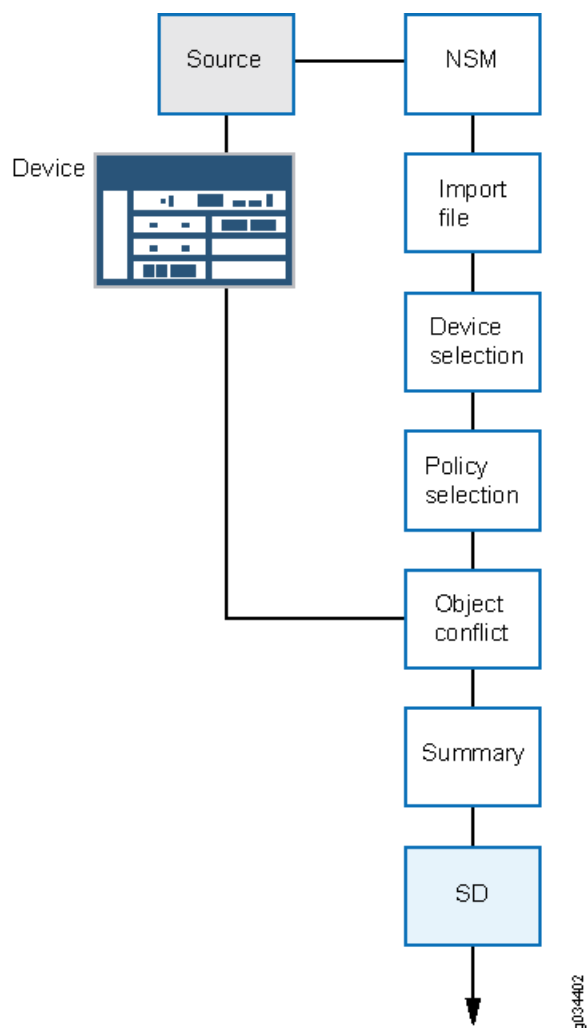 Source
NSM
Device
Import
file
Device
selection
Policy
selection
Object
conflict
Summary
SD
g034402